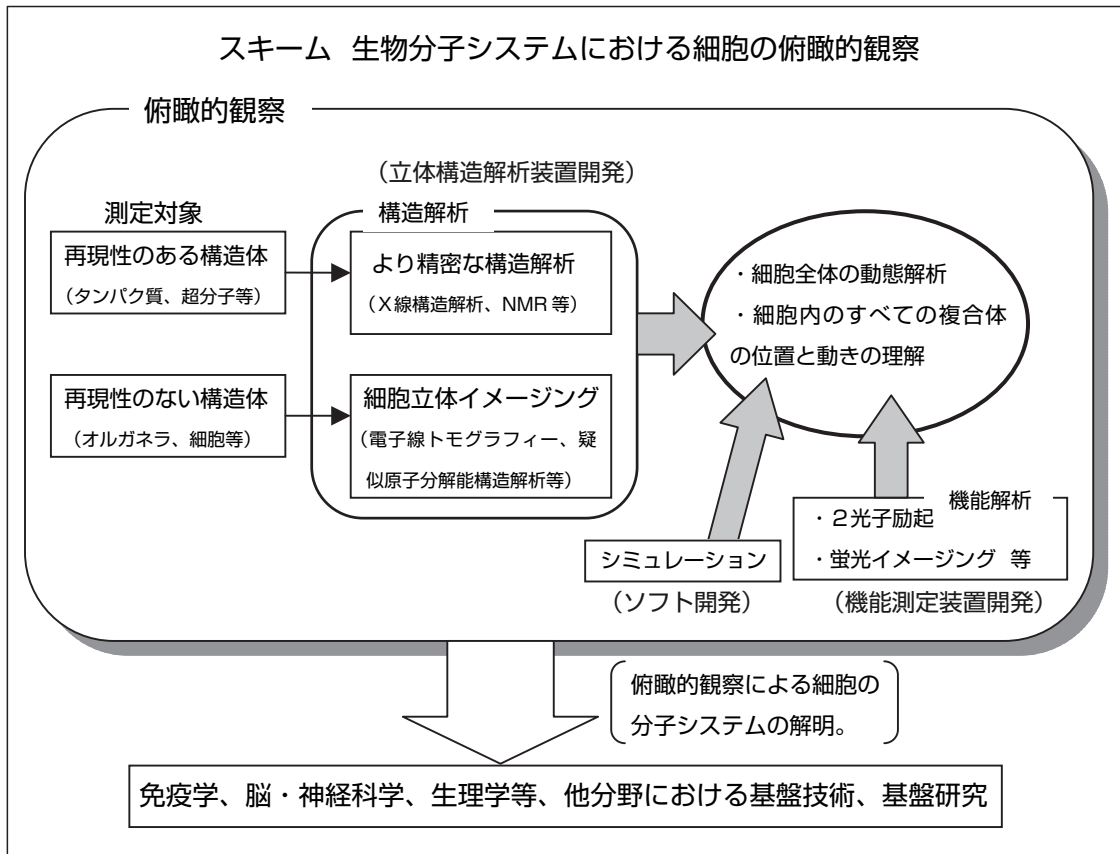 スキーム 生物分子システムにおける細胞の俯瞰的観察
俯瞰的観察
（立体構造解析装置開発）
測定対象
構造解析
再現性のある構造体
（タンパク質、超分子等）
より精密な構造解析
（X線構造解析、NMR 等）
再現性のない構造体
（オルガネラ、細胞等）
細胞立体イメージング
（電子線トモグラフィー、疑
似原子分解能構造解析等）
・細胞全体の動態解析
・細胞内のすべての複合体
の位置と動きの理解
シミュレーション
（ソフト開発）
機能解析
・２光子励起
・蛍光イメージング 等
（機能測定装置開発）
俯瞰的観察による細胞の
分子システムの解明。
免疫学、脳・神経科学、生理学等、他分野における基盤技術、基盤研究